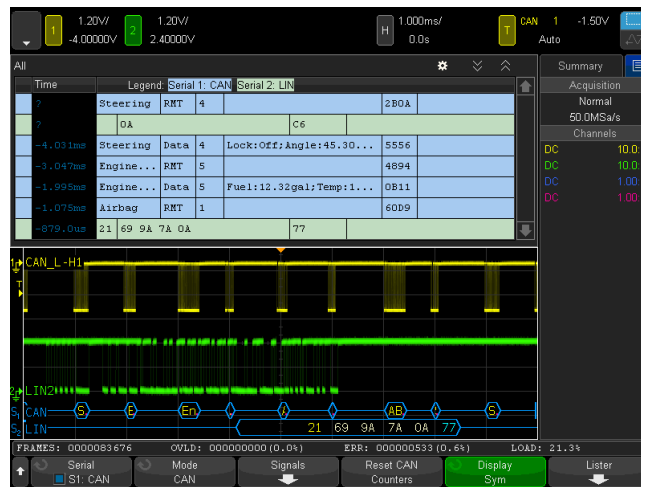 1 1.20V/ 2 1.20V/ H 1.000ms/ T CAN 1 -1.50V
-4.00000V 2.40000V 0.0s Auto
All Summary
Time Legend: Serial 1: CAN Serial 2: LIN Acquisition
? Steering RMT 4 2B0A Normal
? 0A C6 50.0MSa/s
-4.031ms Steering Data 4 Lock:Off;Angle:45.30... 5556 Channels
-3.047ms Engine... RMT 5 4894 DC 10.0:
-1.995ms Engine... Data 5 Fuel:12.32gal;Temp:1... 0B11 DC 10.0:
-1.075ms Airbag RMT 1 60D9 DC 1.00:
-879.0us 21 69 9A 7A 0A 77 DC 1.00:
CAN_L-H1
T
LIN2
S1 CAN S, E En AB S,
S2 LIN 21 69 9A 7A 0A 77
FRAMES: 0000083676 OVLD: 000000000(0.0%) ERR: 000000533(0.6%) LOAD: 21.3%
Serial Mode Signals Reset CAN Display Lister
S1: CAN CAN Counters Sym